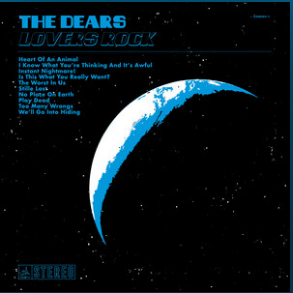 THE DEARS
LOVERS ROCK
Heart Of An Animal
I Know What You're Thinking And It's Awful
Instant Nightmare!
Is This What You Really Want?
The Worst In Us
Stille Lost
No Place On Earth
Play Dead
Too Many Wrongs
We'll Go Into Hiding
STEREO